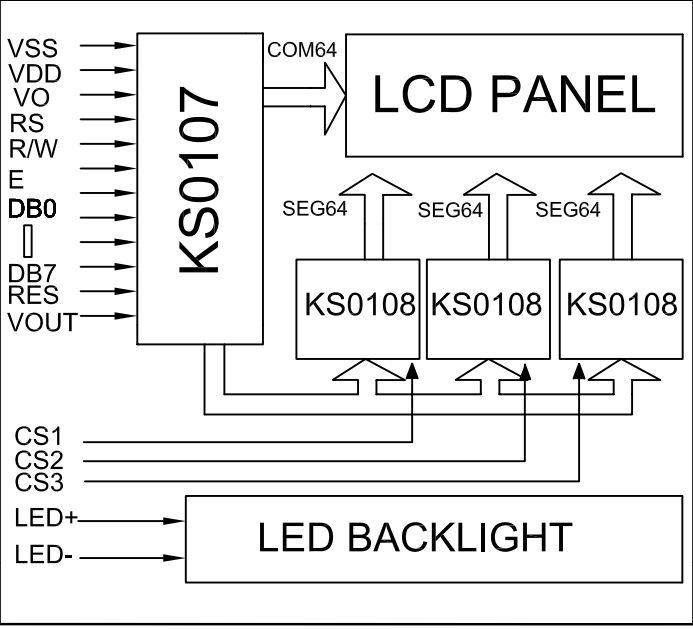 VSS
VDD
VO
RS
R/W
E
DB0
DB7
RES
VOUT
KS0107
COM64
LCD PANEL
SEG64
SEG64
SEG64
KS0108
KS0108
KS0108
CS1
CS2
CS3
LED+
LED-
LED BACKLIGHT